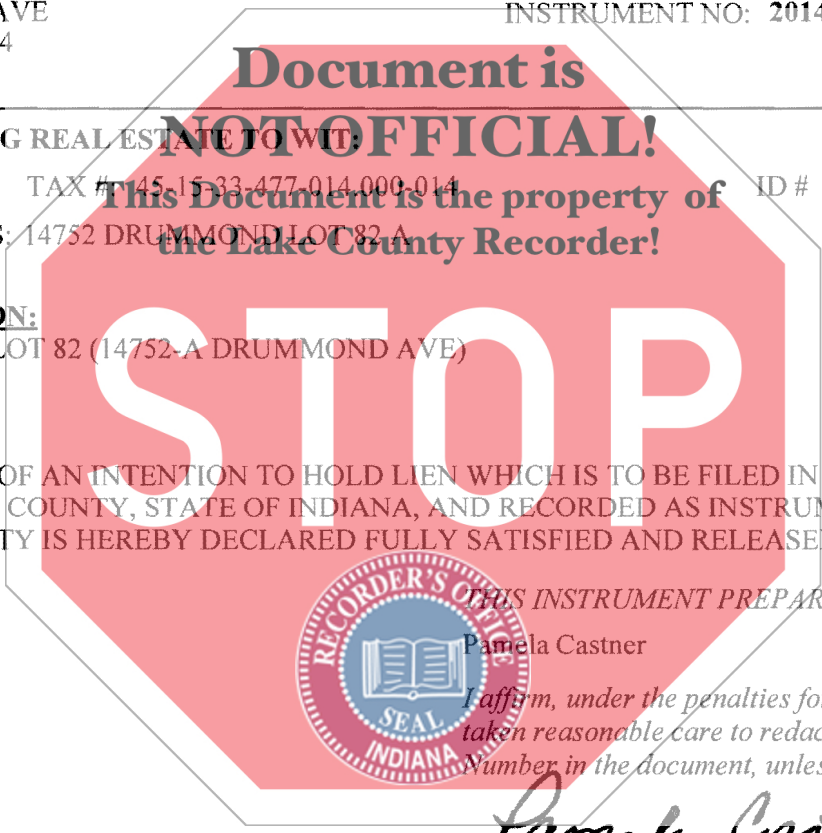 AVE INSTRUMENT NO: 2014
4
Document is
NOT OFFICIAL!
G REAL ESTATE TO WIT:
TAX #: 45-15-33-477-014.000-014 ID #
This Document is the property of
: 14752 DRUMMOND LOT 82 A
the Lake County Recorder!
ON:
LOT 82 (14752-A DRUMMOND AVE)
STOP
OF AN INTENTION TO HOLD LIEN WHICH IS TO BE FILED IN
COUNTY, STATE OF INDIANA, AND RECORDED AS INSTRUM
TY IS HEREBY DECLARED FULLY SATISFIED AND RELEASE
RECORDER'S OFFICE
SEAL
INDIANA
THIS INSTRUMENT PREPAR
Pamela Castner
I affirm, under the penalties fo
taken reasonable care to redac
Number in the document, unles